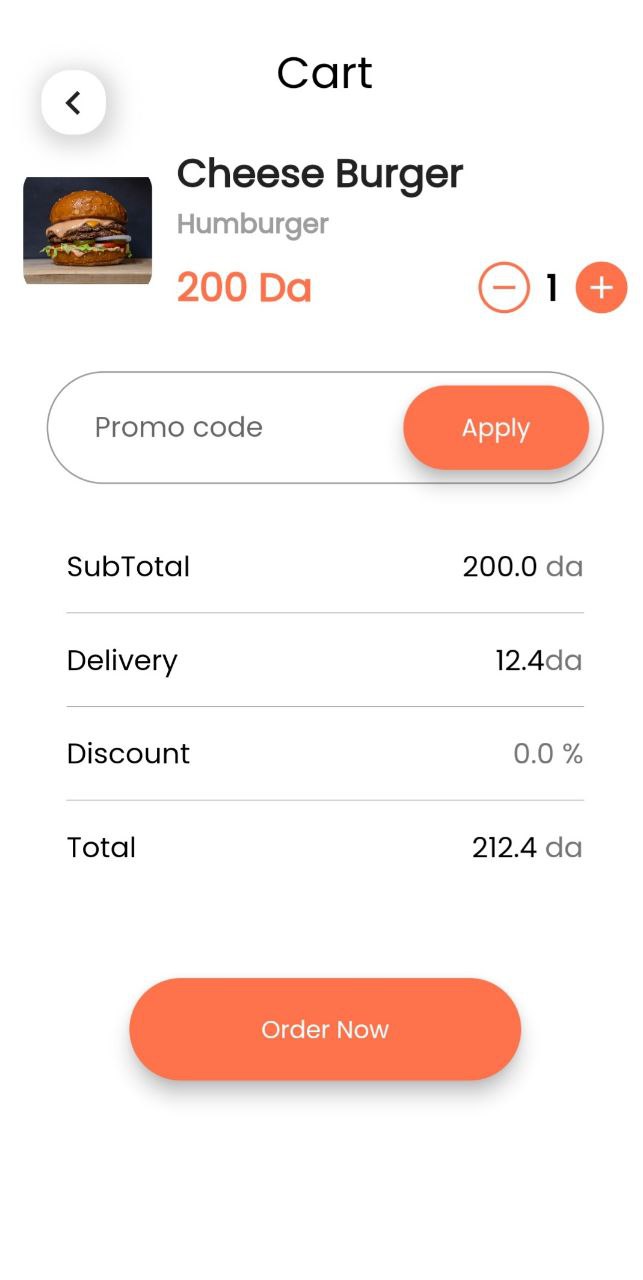 Cart
Cheese Burger
Humburger
200 Da
1
Promo code
Apply
SubTotal
200.0 da
Delivery
12.4da
Discount
0.0 %
Total
212.4 da
Order Now